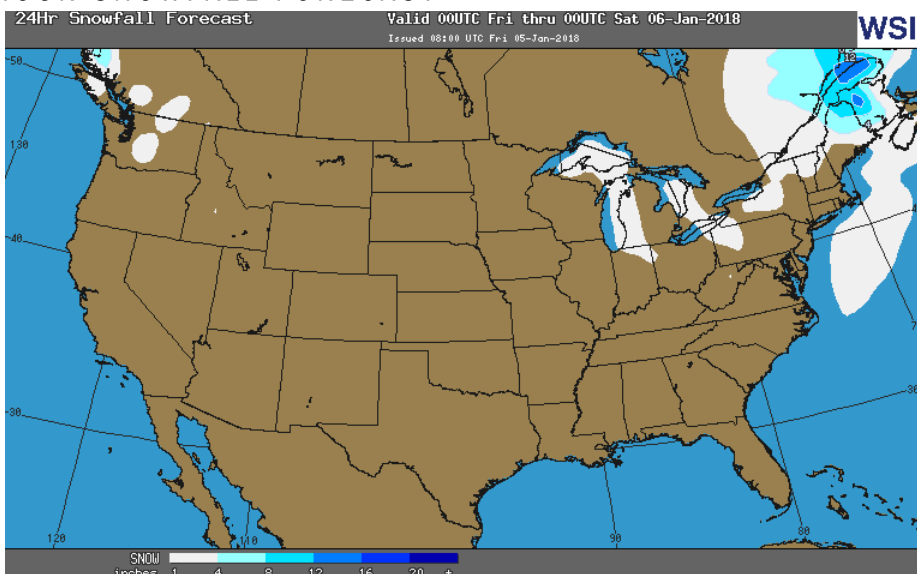 24Hr Snowfall Forecast
Valid 00UTC Fri thru 00UTC Sat 06-Jan-2018
Issued 08:00 UTC Fri 05-Jan-2018
WSI
12
50
130
40
30
120
110
90
80
SNOW
inches 1 4 8 12 16 20 +